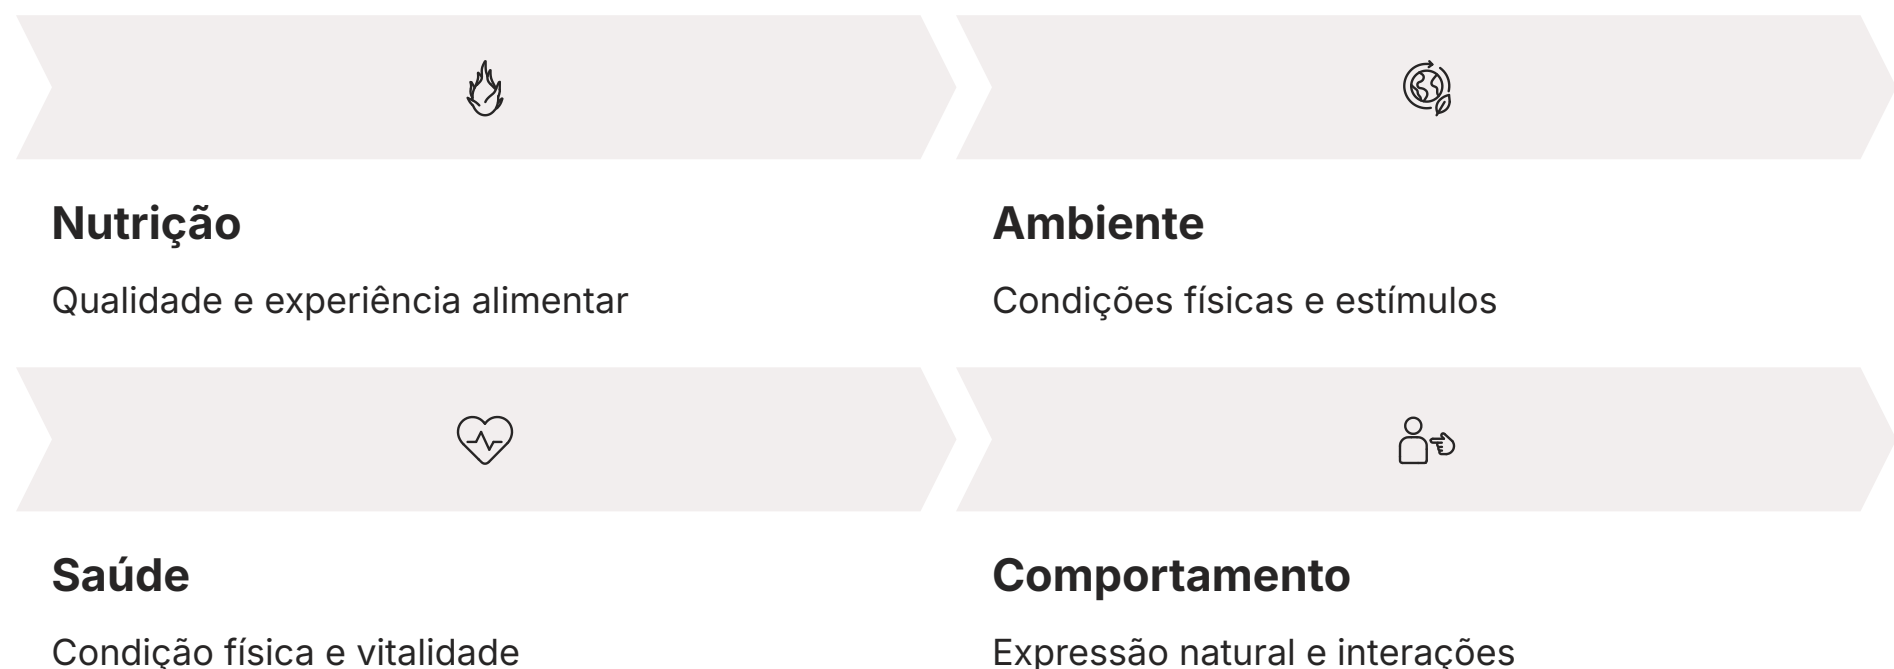 Nutrição
Qualidade e experiência alimentar
Ambiente
Condições físicas e estímulos
Saúde
Condição física e vitalidade
Comportamento
Expressão natural e interações